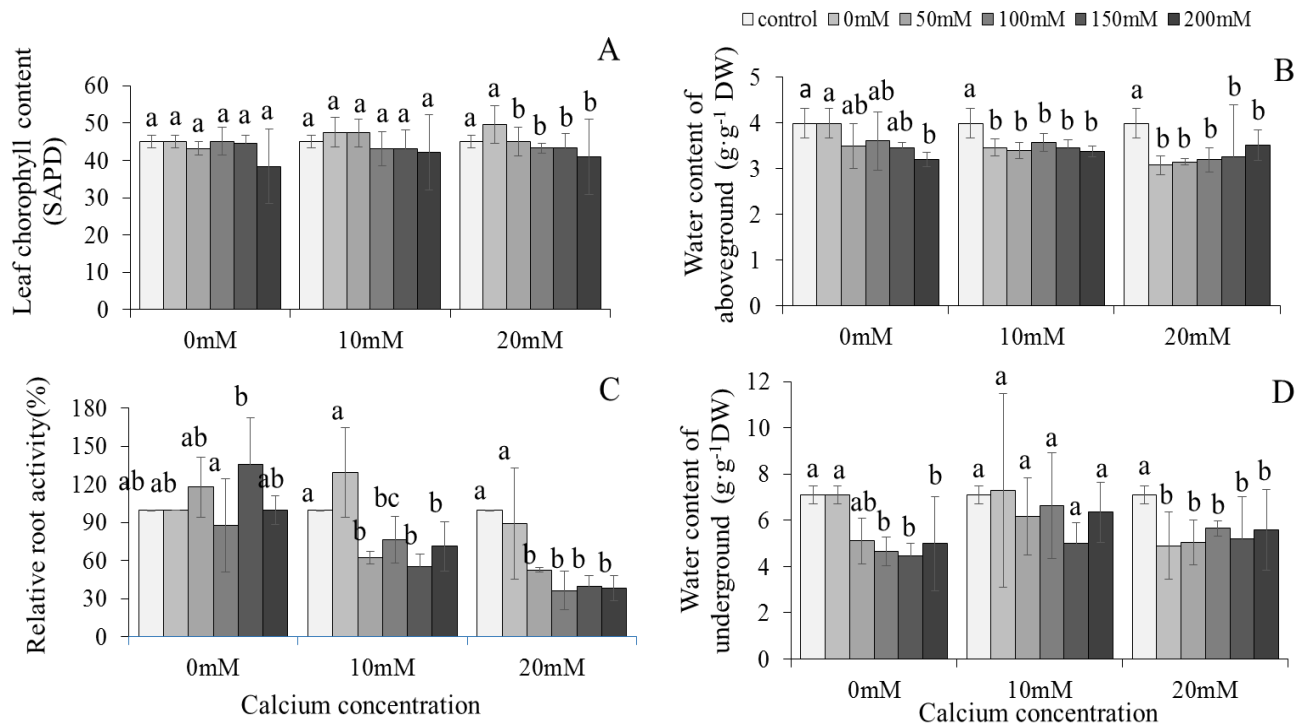 control 0mM 50mM 100mM 150mM 200mM
A
Leaf chorophyll content
(SAPD)
60
50
40
30
20
10
0
a a a a a a
a a a a a a
a a b b b b
0mM 10mM 20mM
B
Water content of
aboveground (g·g-1 DW)
5
4
3
2
1
0
a a ab ab ab b
a b b b b b
a b b b b b
0mM 10mM 20mM
C
Relative root activity(%)
180
150
120
90
60
30
0
ab ab ab a b ab
a a b bc b b
a a b b b b
0mM 10mM 20mM
Calcium concentration
D
Water content of
underground (g·g-1DW)
12
10
8
6
4
2
0
a a ab b b b
a a a a a a
a b b b b b
0mM 10mM 20mM
Calcium concentration